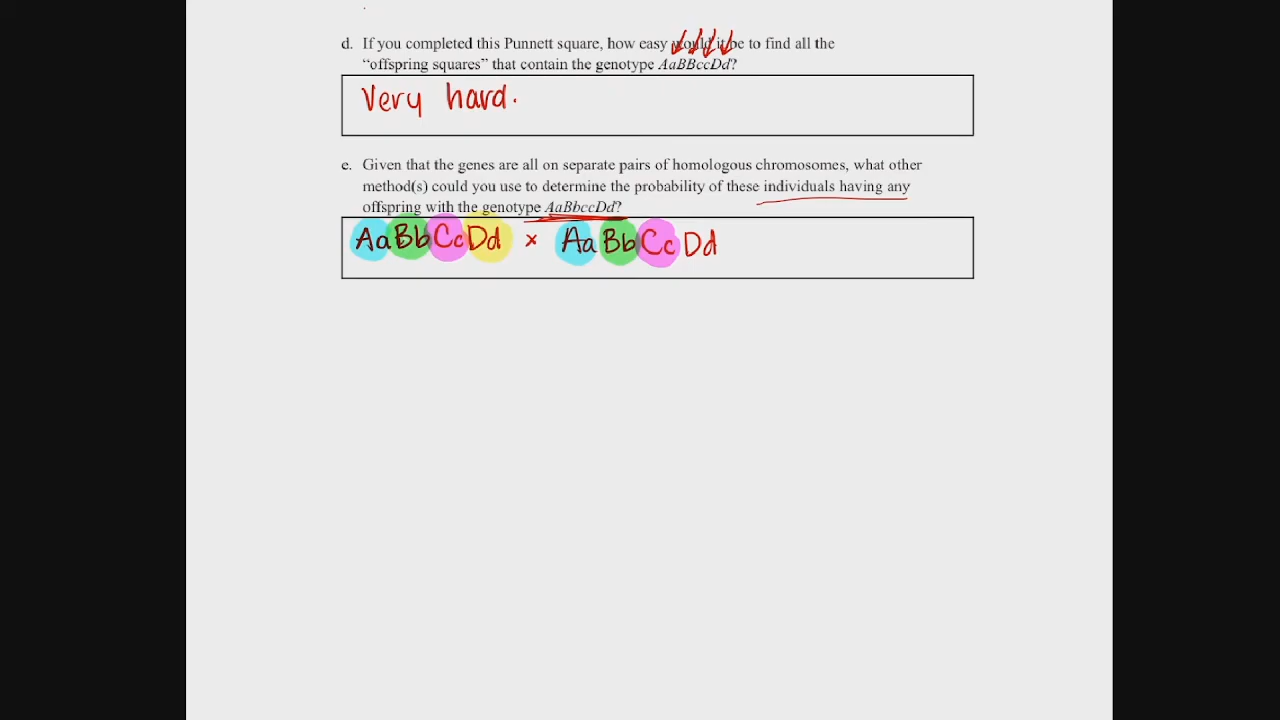 d. If you completed this Punnett square, how easy would it be to find all the
“offspring squares” that contain the genotype AaBBccDd?
Very hard.
e. Given that the genes are all on separate pairs of homologous chromosomes, what other
method(s) could you use to determine the probability of these individuals having any
offspring with the genotype AaBbccDd?
AaBbCcDd × AaBbCcDd